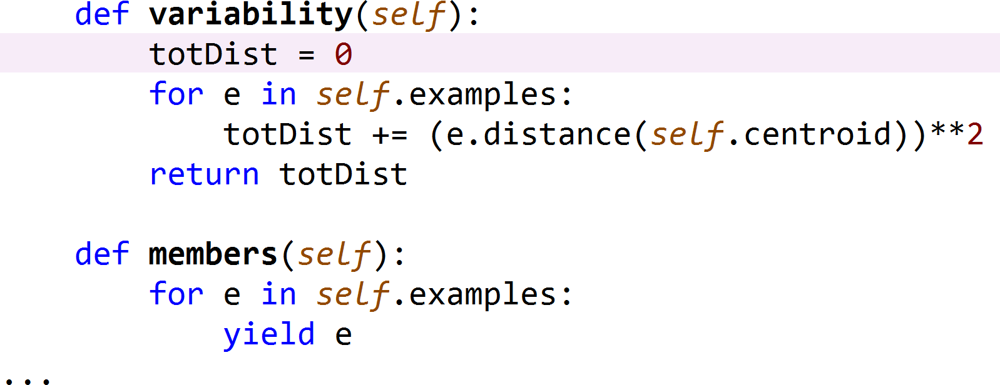 def variability(self):
        totDist = 0
        for e in self.examples:
            totDist += (e.distance(self.centroid))**2
        return totDist

    def members(self):
        for e in self.examples:
            yield e
...